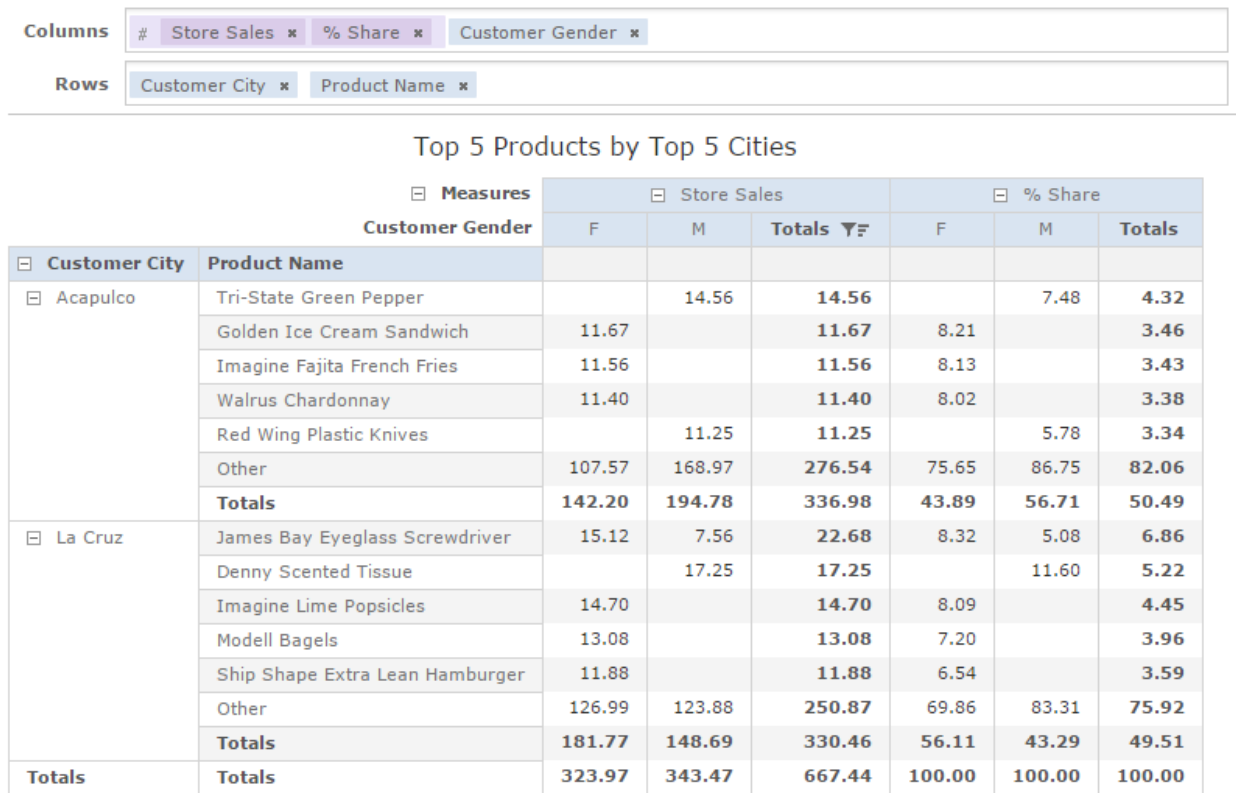 Columns # Store Sales × % Share × Customer Gender ×
Rows Customer City × Product Name ×
Top 5 Products by Top 5 Cities
Measures Store Sales % Share
Customer Gender F M Totals F M Totals
Customer City Product Name
Acapulco Tri-State Green Pepper 14.56 14.56 7.48 4.32
Golden Ice Cream Sandwich 11.67 11.67 8.21 3.46
Imagine Fajita French Fries 11.56 11.56 8.13 3.43
Walrus Chardonnay 11.40 11.40 8.02 3.38
Red Wing Plastic Knives 11.25 11.25 5.78 3.34
Other 107.57 168.97 276.54 75.65 86.75 82.06
Totals 142.20 194.78 336.98 43.89 56.71 50.49
La Cruz James Bay Eyeglass Screwdriver 15.12 7.56 22.68 8.32 5.08 6.86
Denny Scented Tissue 17.25 17.25 11.60 5.22
Imagine Lime Popsicles 14.70 14.70 8.09 4.45
Modell Bagels 13.08 13.08 7.20 3.96
Ship Shape Extra Lean Hamburger 11.88 11.88 6.54 3.59
Other 126.99 123.88 250.87 69.86 83.31 75.92
Totals 181.77 148.69 330.46 56.11 43.29 49.51
Totals Totals 323.97 343.47 667.44 100.00 100.00 100.00